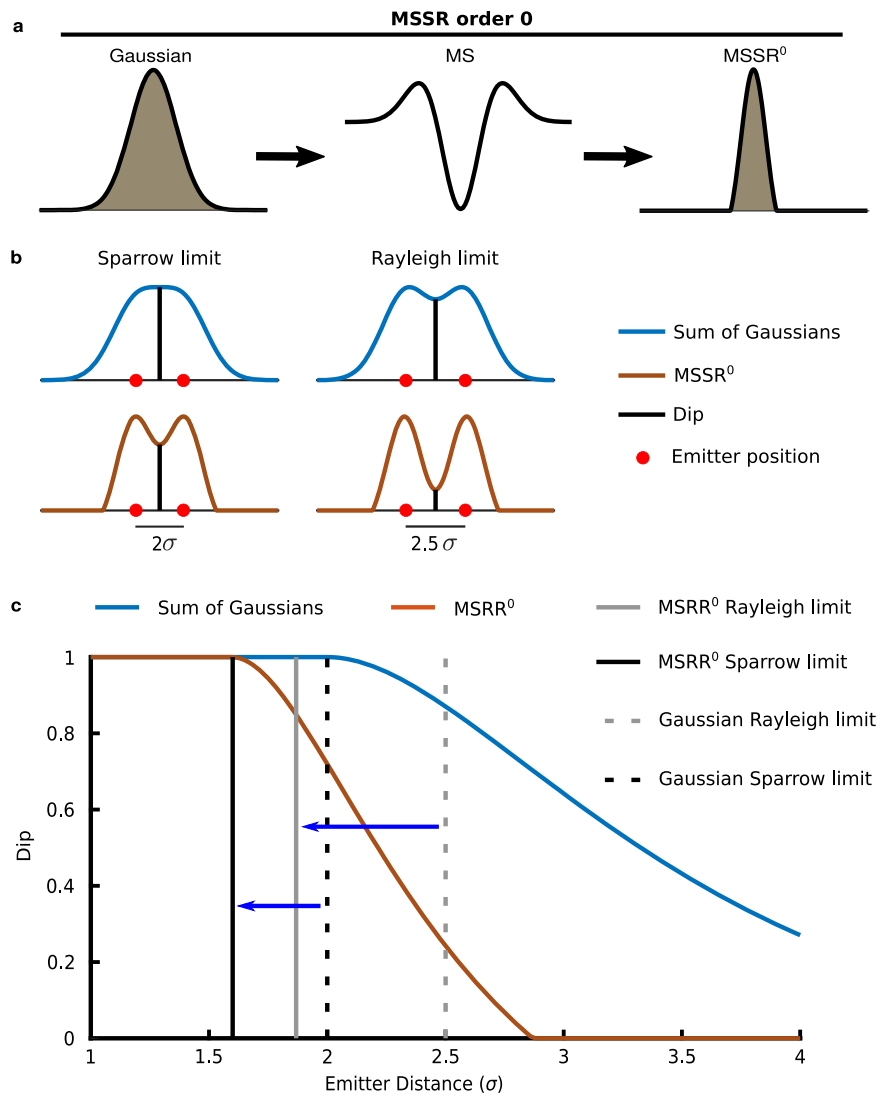 MSSR order 0
a
Gaussian MS MSSR⁰
b
Sparrow limit Rayleigh limit
Sum of Gaussians
MSSR⁰
Dip
Emitter position
2σ 2.5 σ
c
Sum of Gaussians MSRR⁰ MSRR⁰ Rayleigh limit
MSRR⁰ Sparrow limit
Gaussian Rayleigh limit
Gaussian Sparrow limit
1
0.8
0.6
0.4
0.2
0
Dip
1 1.5 2 2.5 3 3.5 4
Emitter Distance (σ)